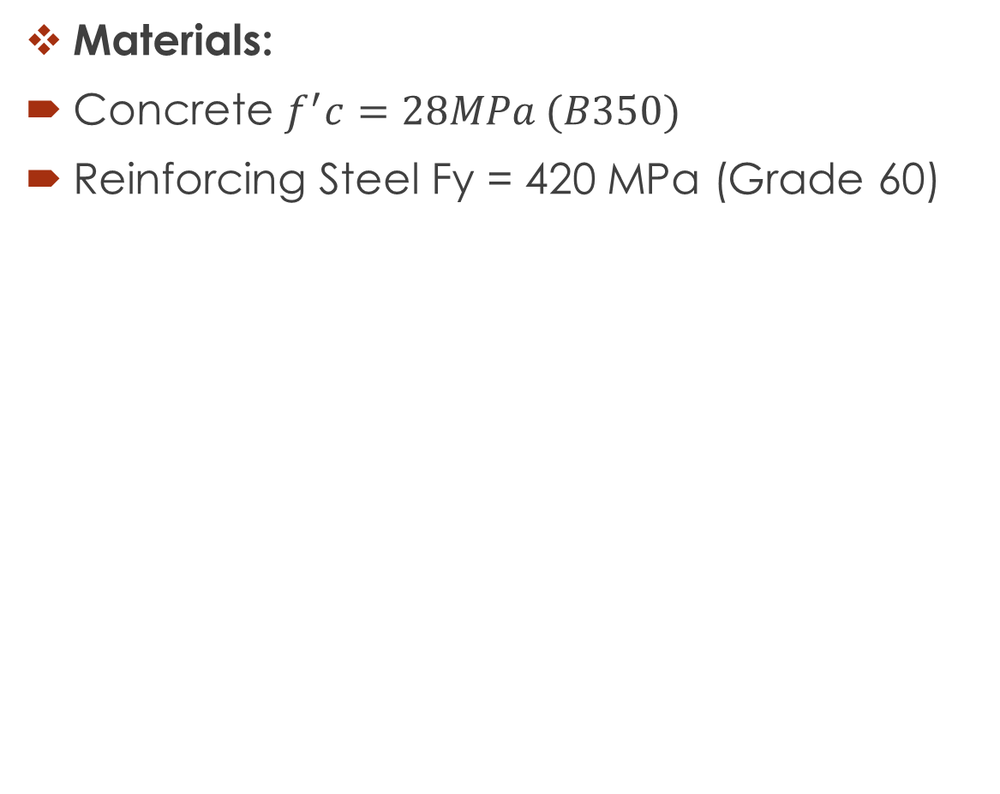 Materials:
Concrete f'c = 28MPa (B350)
Reinforcing Steel Fy = 420 MPa (Grade 60)